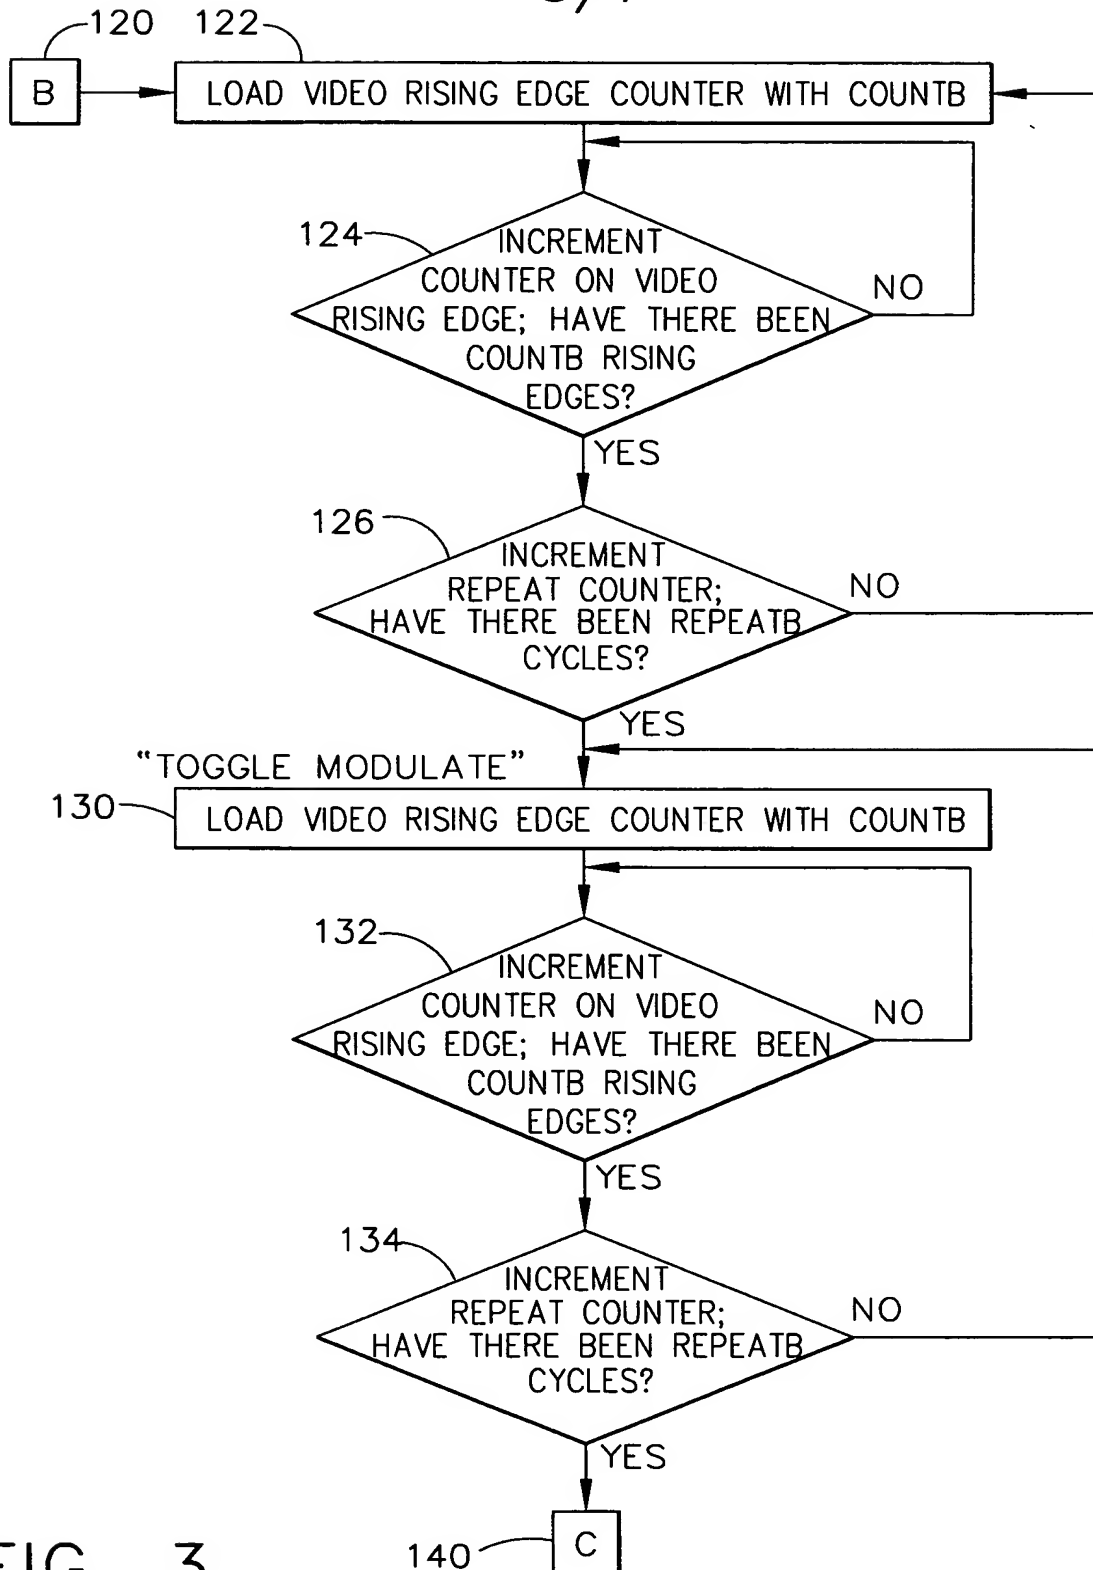 120 122
B
LOAD VIDEO RISING EDGE COUNTER WITH COUNTB
124
INCREMENT
COUNTER ON VIDEO
RISING EDGE; HAVE THERE BEEN
COUNTB RISING
EDGES?
NO
YES
126
INCREMENT
REPEAT COUNTER;
HAVE THERE BEEN REPEATB
CYCLES?
NO
YES
“TOGGLE MODULATE”
130
LOAD VIDEO RISING EDGE COUNTER WITH COUNTB
132
INCREMENT
COUNTER ON VIDEO
RISING EDGE; HAVE THERE BEEN
COUNTB RISING
EDGES?
NO
YES
134
INCREMENT
REPEAT COUNTER;
HAVE THERE BEEN REPEATB
CYCLES?
NO
YES
C
140
FIG. 3